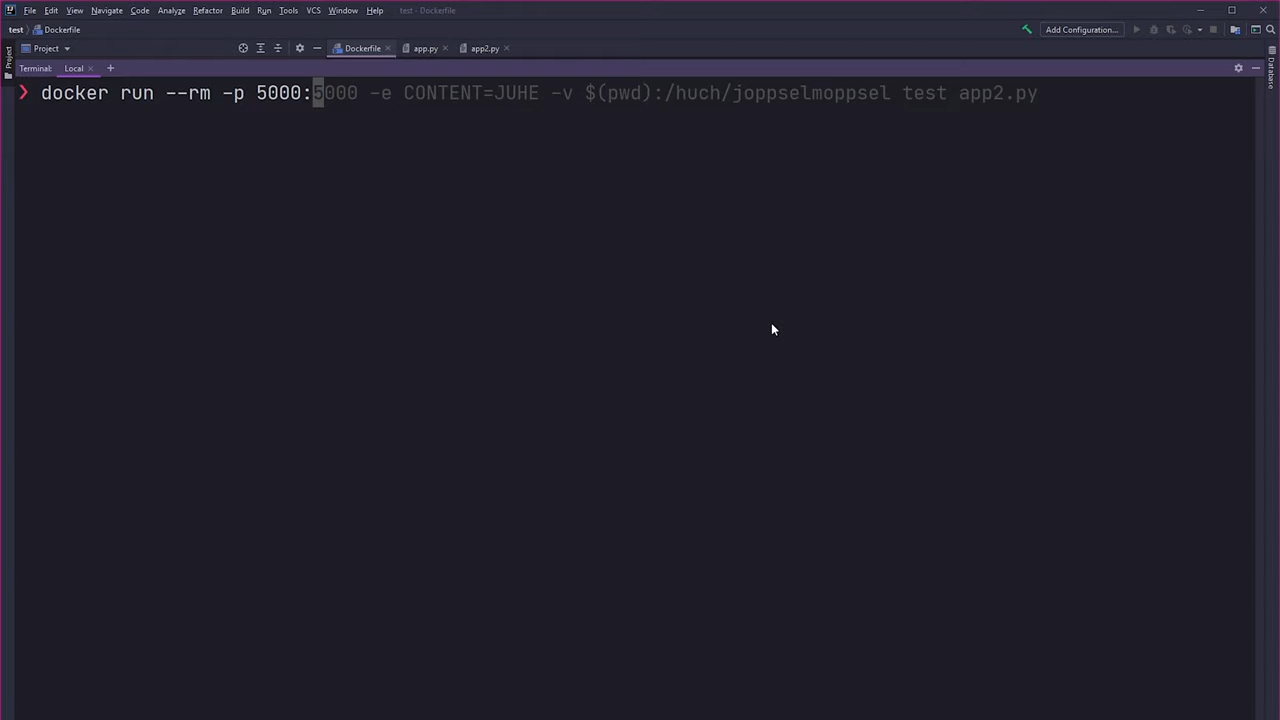 File Edit View Navigate Code Analyze Refactor Build Run Tools VCS Window Help test - Dockerfile
test Dockerfile Add Configuration...
Project Dockerfile app.py app2.py
Terminal: Local +
❯ docker run --rm -p 5000:5000 -e CONTENT=JUHE -v $(pwd):/huch/joppselmoppsel test app2.py
Project
Database